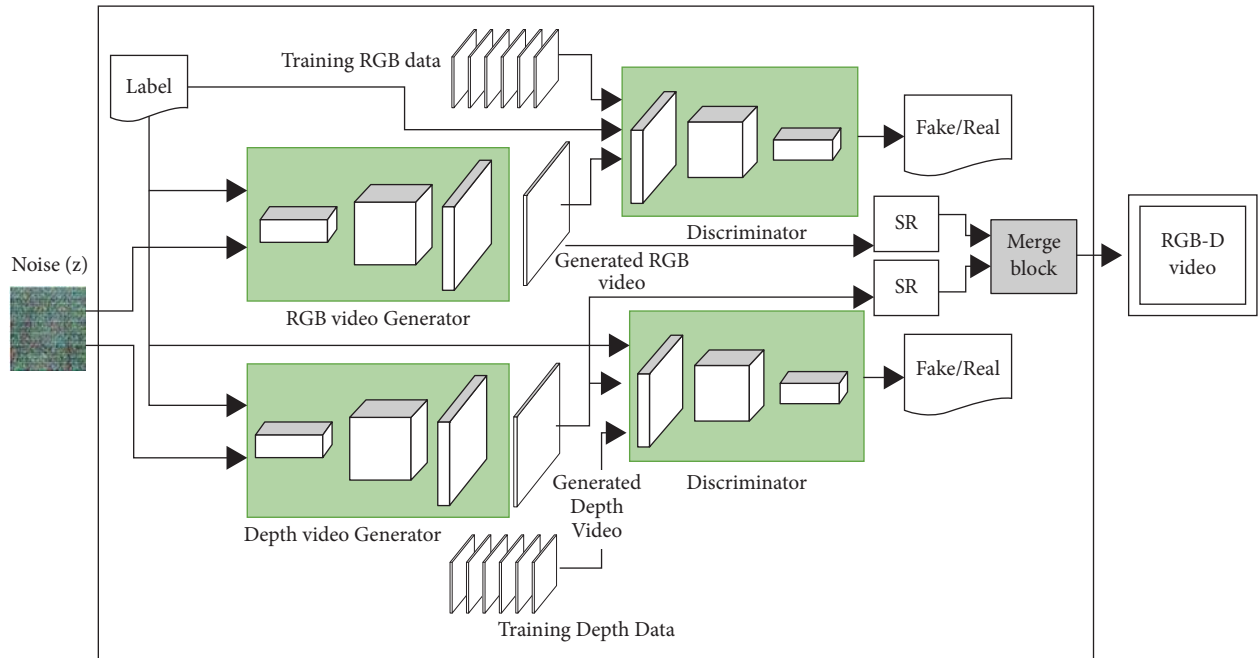 Training RGB data
Label
Fake/Real
Discriminator
SR
Generated RGB
video
Merge
block
RGB-D
video
Noise (z)
SR
RGB video Generator
Fake/Real
Generated
Depth
Video
Discriminator
Depth video Generator
Training Depth Data